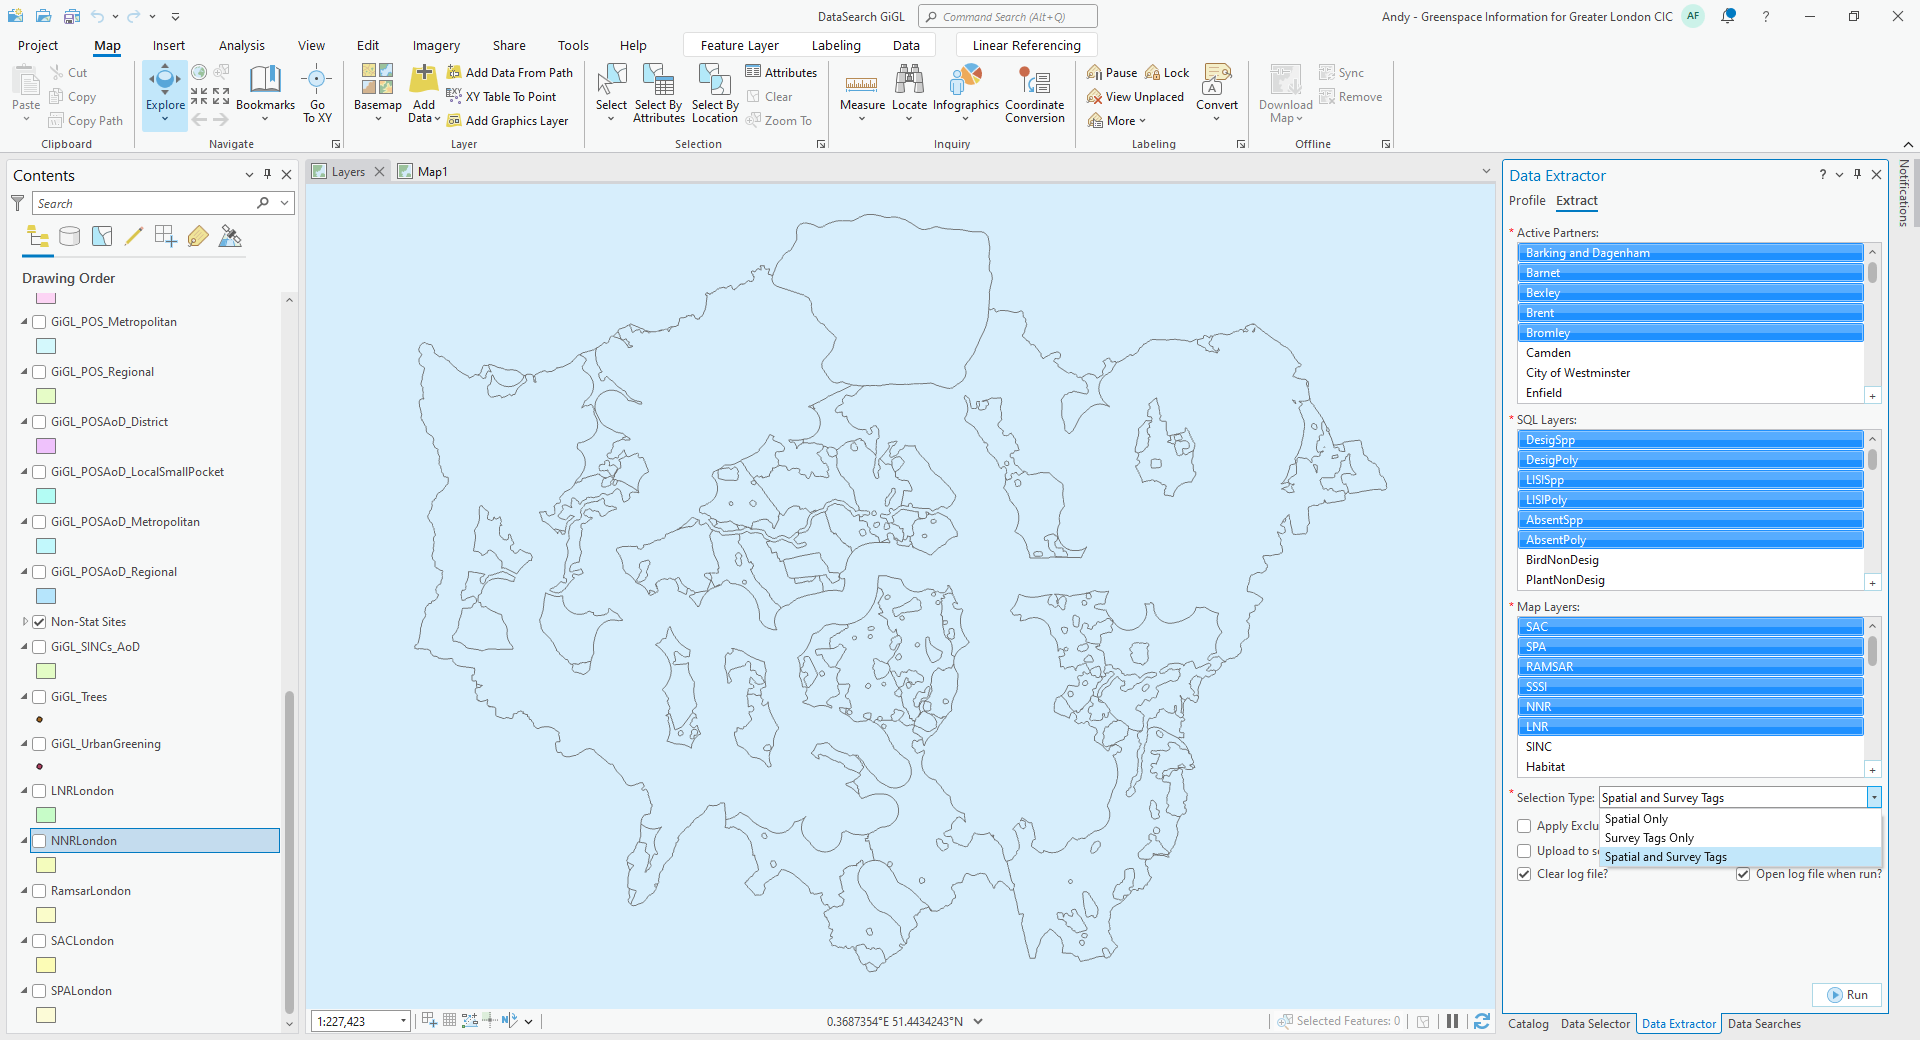 DataSearch GiGL
Command Search (Alt+Q)
Andy - Greenspace Information for Greater London CIC
AF
?
Project
Map
Insert
Analysis
View
Edit
Imagery
Share
Tools
Help
Feature Layer
Labeling
Data
Linear Referencing
Paste
Cut
Copy
Copy Path
Clipboard
Explore
Bookmarks
Go To XY
Navigate
Basemap
Add Data
Add Data From Path
XY Table To Point
Add Graphics Layer
Layer
Select
Select By Attributes
Select By Location
Attributes
Clear
Zoom To
Selection
Measure
Locate
Infographics
Coordinate Conversion
Inquiry
Pause
Lock
View Unplaced
More
Convert
Labeling
Download Map
Sync
Remove
Offline
Contents
Search
Drawing Order
GiGL_POS_Metropolitan
GiGL_POS_Regional
GiGL_POSAoD_District
GiGL_POSAoD_LocalSmallPocket
GiGL_POSAoD_Metropolitan
GiGL_POSAoD_Regional
Non-Stat Sites
GiGL_SINCs_AoD
GiGL_Trees
GiGL_UrbanGreening
LNRLondon
NNRLondon
RamsarLondon
SACLondon
SPALondon
Layers
Map1
1:227,423
0.3687354°E 51.4434243°N
Selected Features: 0
Data Extractor
?
Profile
Extract
* Active Partners:
Barking and Dagenham
Barnet
Bexley
Brent
Bromley
Camden
City of Westminster
Enfield
+
* SQL Layers:
DesigSpp
DesigPoly
LISISpp
LISIPoly
AbsentSpp
AbsentPoly
BirdNonDesig
PlantNonDesig
+
* Map Layers:
SAC
SPA
RAMSAR
SSSI
NNR
LNR
SINC
Habitat
+
* Selection Type:
Spatial and Survey Tags
Spatial Only
Survey Tags Only
Spatial and Survey Tags
Apply Exclu
Upload to s
Clear log file?
Open log file when run?
Run
Catalog
Data Selector
Data Extractor
Data Searches
Notifications